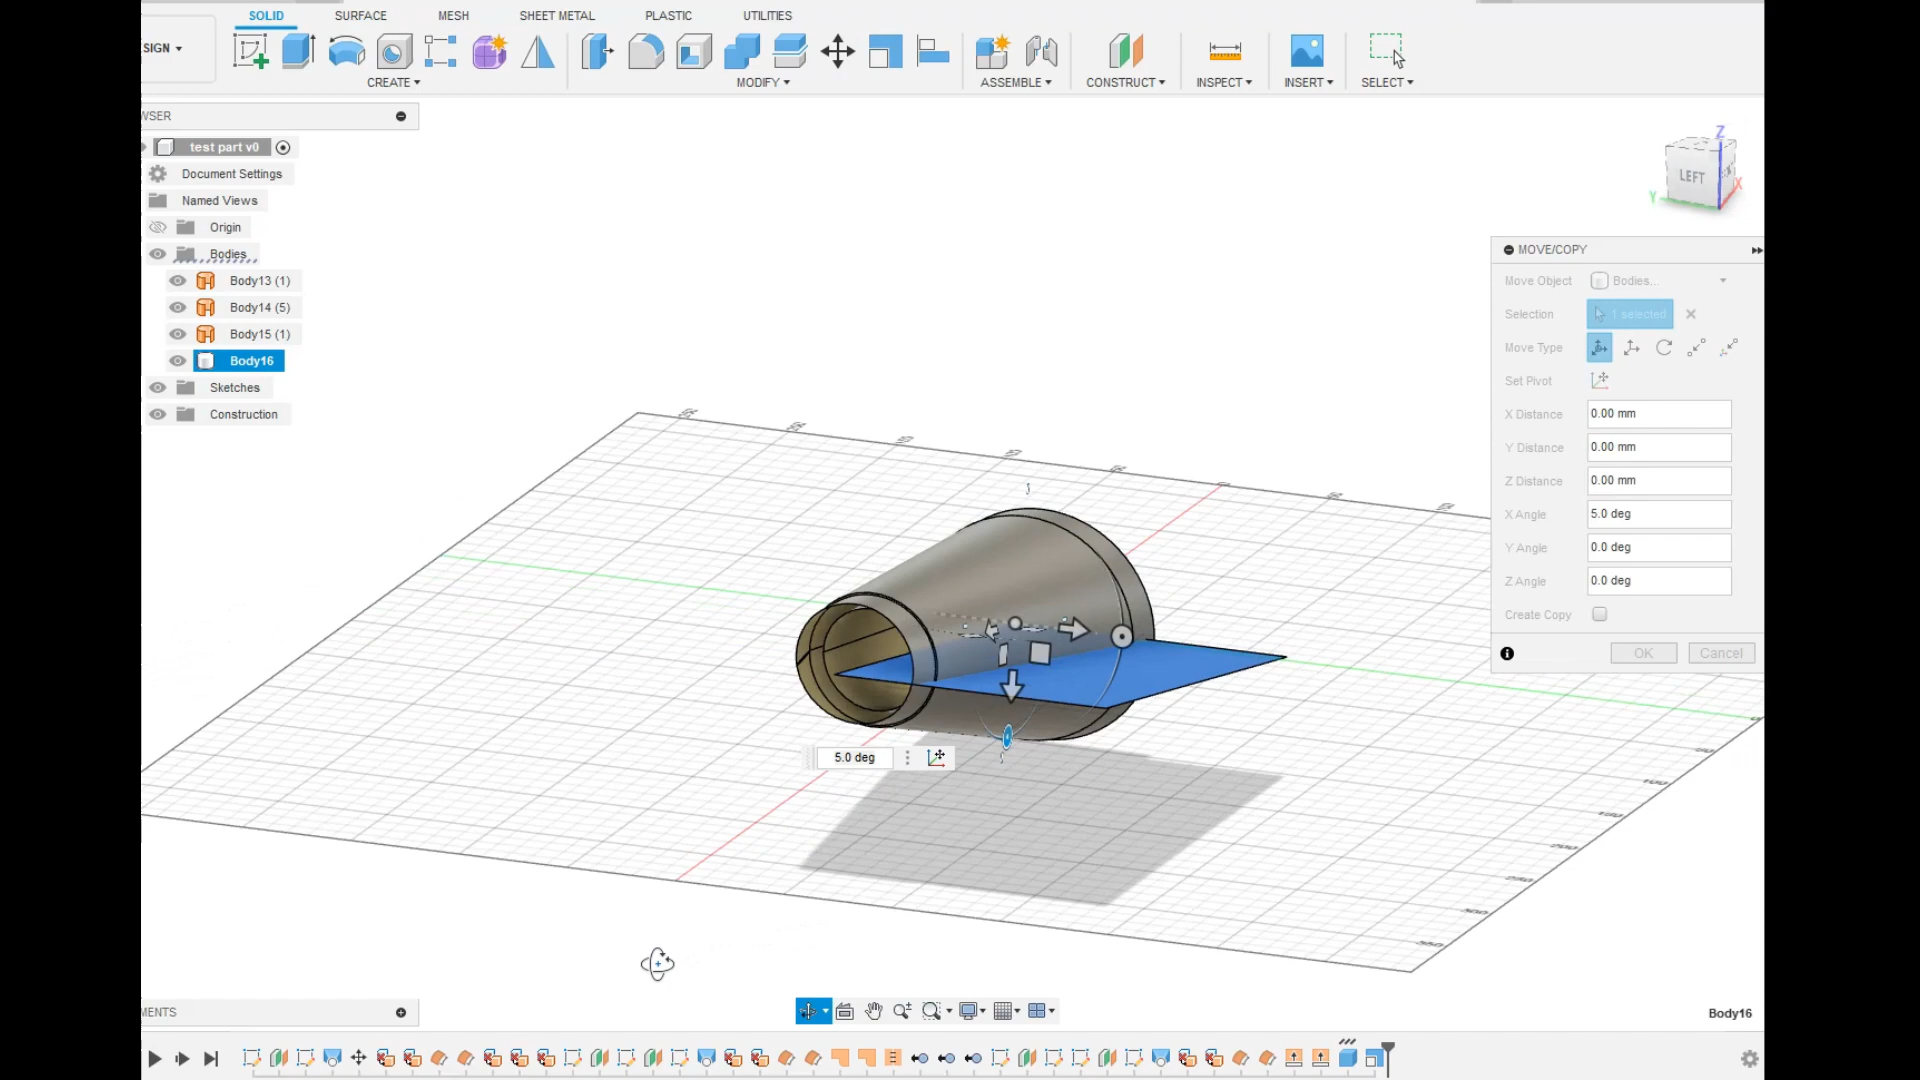 SOLID SURFACE MESH SHEET METAL PLASTIC UTILITIES
SIGN
CREATE MODIFY ASSEMBLE CONSTRUCT INSPECT INSERT SELECT
WSER
test part v0
Document Settings
Named Views
Origin
Bodies
Body13 (1)
Body14 (5)
Body15 (1)
Body16
Sketches
Construction
Z
LEFT
Y
X
MOVE/COPY
Move Object Bodies...
Selection 1 selected
Move Type
Set Pivot
X Distance 0.00 mm
Y Distance 0.00 mm
Z Distance 0.00 mm
X Angle 5.0 deg
Y Angle 0.0 deg
Z Angle 0.0 deg
Create Copy
OK Cancel
5.0 deg
MENTS
Body16